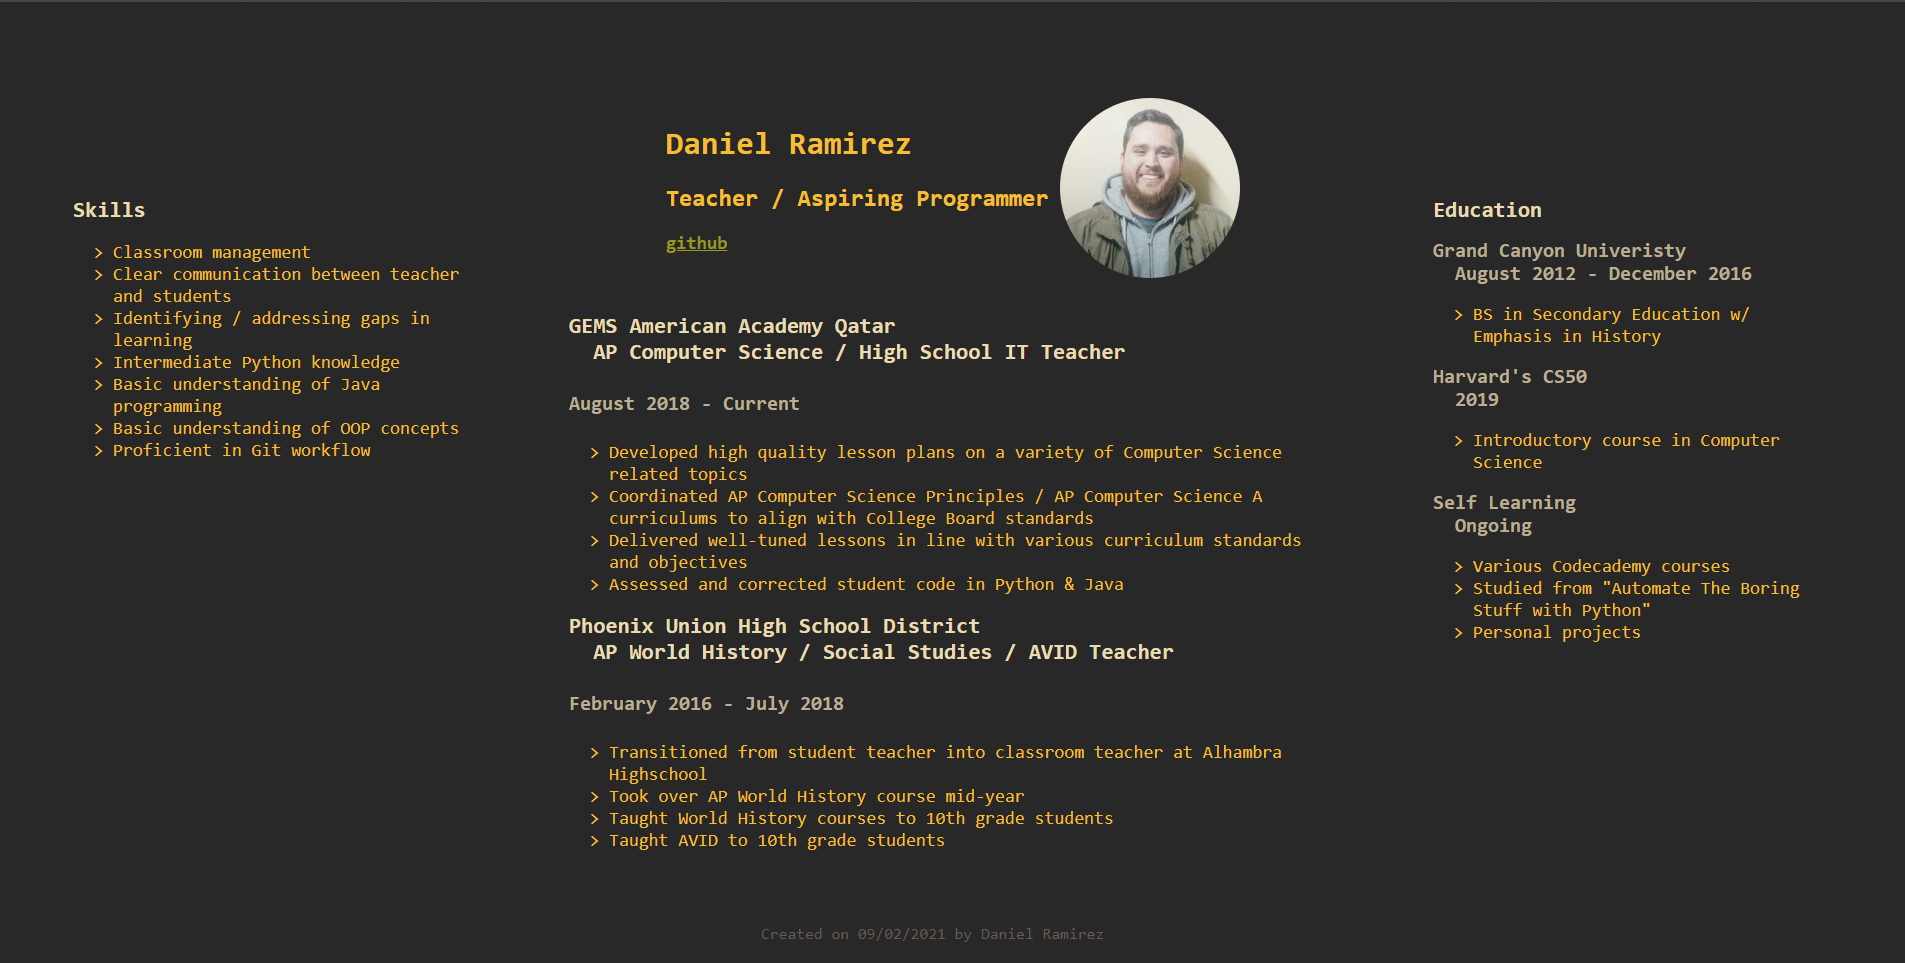 Daniel Ramirez
Teacher / Aspiring Programmer
github
Skills
> Classroom management
> Clear communication between teacher
and students
> Identifying / addressing gaps in
learning
> Intermediate Python knowledge
> Basic understanding of Java
programming
> Basic understanding of OOP concepts
> Proficient in Git workflow
GEMS American Academy Qatar
AP Computer Science / High School IT Teacher
August 2018 - Current
> Developed high quality lesson plans on a variety of Computer Science
related topics
> Coordinated AP Computer Science Principles / AP Computer Science A
curriculums to align with College Board standards
> Delivered well-tuned lessons in line with various curriculum standards
and objectives
> Assessed and corrected student code in Python & Java
Phoenix Union High School District
AP World History / Social Studies / AVID Teacher
February 2016 - July 2018
> Transitioned from student teacher into classroom teacher at Alhambra
Highschool
> Took over AP World History course mid-year
> Taught World History courses to 10th grade students
> Taught AVID to 10th grade students
Education
Grand Canyon Univeristy
August 2012 - December 2016
> BS in Secondary Education w/
Emphasis in History
Harvard's CS50
2019
> Introductory course in Computer
Science
Self Learning
Ongoing
> Various Codecademy courses
> Studied from "Automate The Boring
Stuff with Python"
> Personal projects
Created on 09/02/2021 by Daniel Ramirez